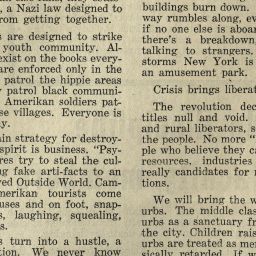 , a Nazi law designed to
from getting together.
s are designed to strike
youth community. Al-
exist on the books every-
are enforced only in the
patrol the hippie areas
y patrol black communi-
Amerikan soldiers pat-
se villages. Everyone is
y.
in strategy for destroy-
spirit is business. "Psy-
res try to steal the cul-
g fake arti-facts to an
ved Outside World. Cam-
merikan tourists come
uses and on foot, snap-
s, laughing, squealing,
s.
s turn into a hustle, a
tion. We never know
buildings burn down.
way rumbles along, ev
if no one else is aboar
there's a breakdown
talking to strangers.
storms New York is
an amusement park.
Crisis brings liberat
The revolution dec
titles null and void.
and rural liberators, s
the people. No more "
ple who believe they ca
resources, industries
really candidates for m
tions.
We will bring the w
urbs. The middle clas
urbs as a sanctuary fr
the city. Children rais
urbs are treated as mer
sically retarded. If w